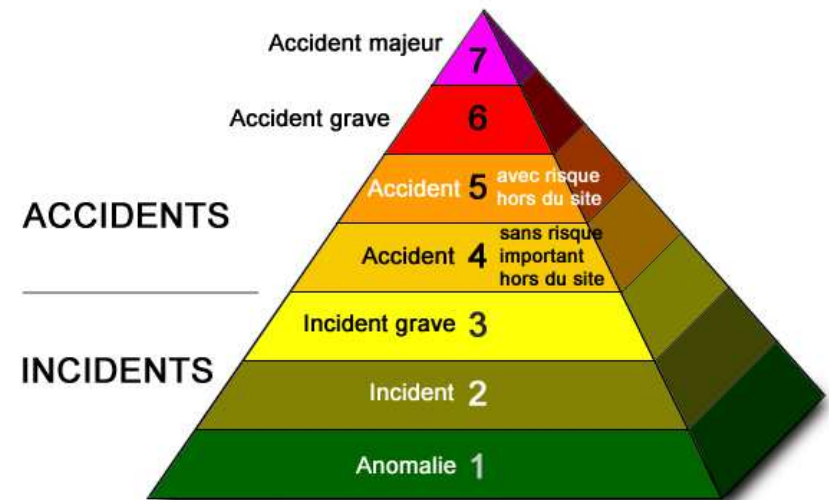 Accident majeur 7
Accident grave 6
ACCIDENTS
Accident 5 avec risque
hors du site
Accident 4 sans risque
important
hors du site
Incident grave 3
INCIDENTS
Incident 2
Anomalie 1